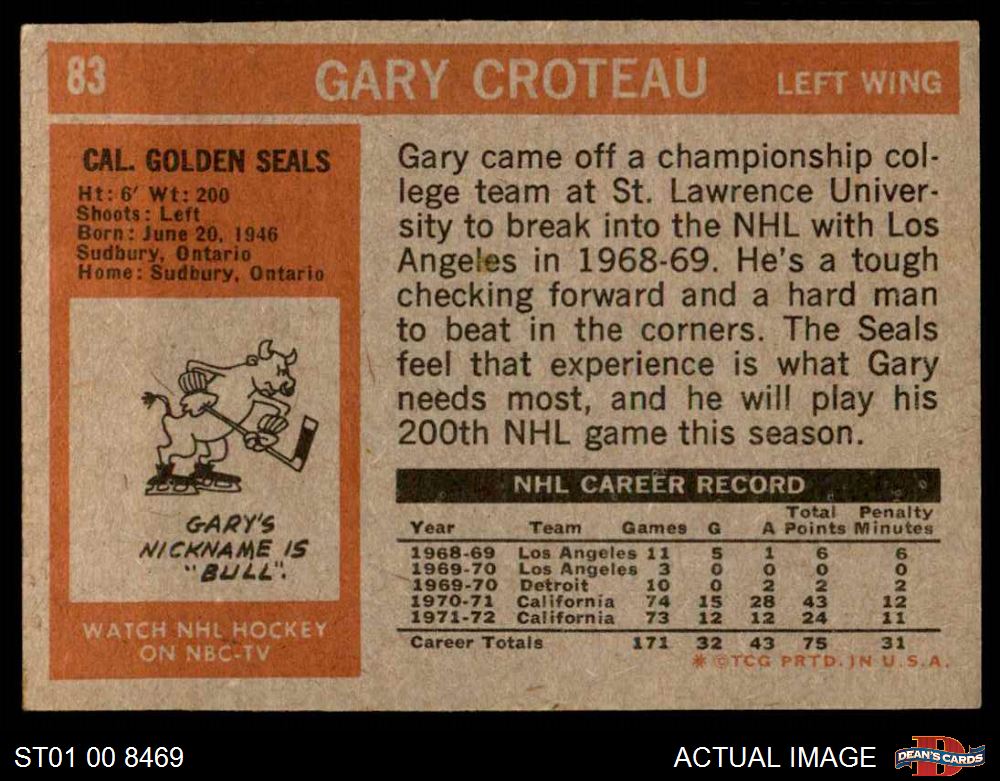 83 GARY CROTEAU LEFT WING
CAL. GOLDEN SEALS
Ht: 6' Wt: 200
Shoots: Left
Born: June 20, 1946
Sudbury, Ontario
Home: Sudbury, Ontario
GARY'S
NICKNAME IS
"BULL".
WATCH NHL HOCKEY
ON NBC-TV
Gary came off a championship col-
lege team at St. Lawrence Univer-
sity to break into the NHL with Los
Angeles in 1968-69. He's a tough
checking forward and a hard man
to beat in the corners. The Seals
feel that experience is what Gary
needs most, and he will play his
200th NHL game this season.
NHL CAREER RECORD
Total Penalty
Year Team Games G A Points Minutes
1968-69 Los Angeles 11 5 1 6 6
1969-70 Los Angeles 3 0 0 0 0
1969-70 Detroit 10 0 2 2 2
1970-71 California 74 15 28 43 12
1971-72 California 73 12 12 24 11
Career Totals 171 32 43 75 31
* ©TCG PRTD. IN U.S.A.
ST01 00 8469 ACTUAL IMAGE D DEAN'S CARDS